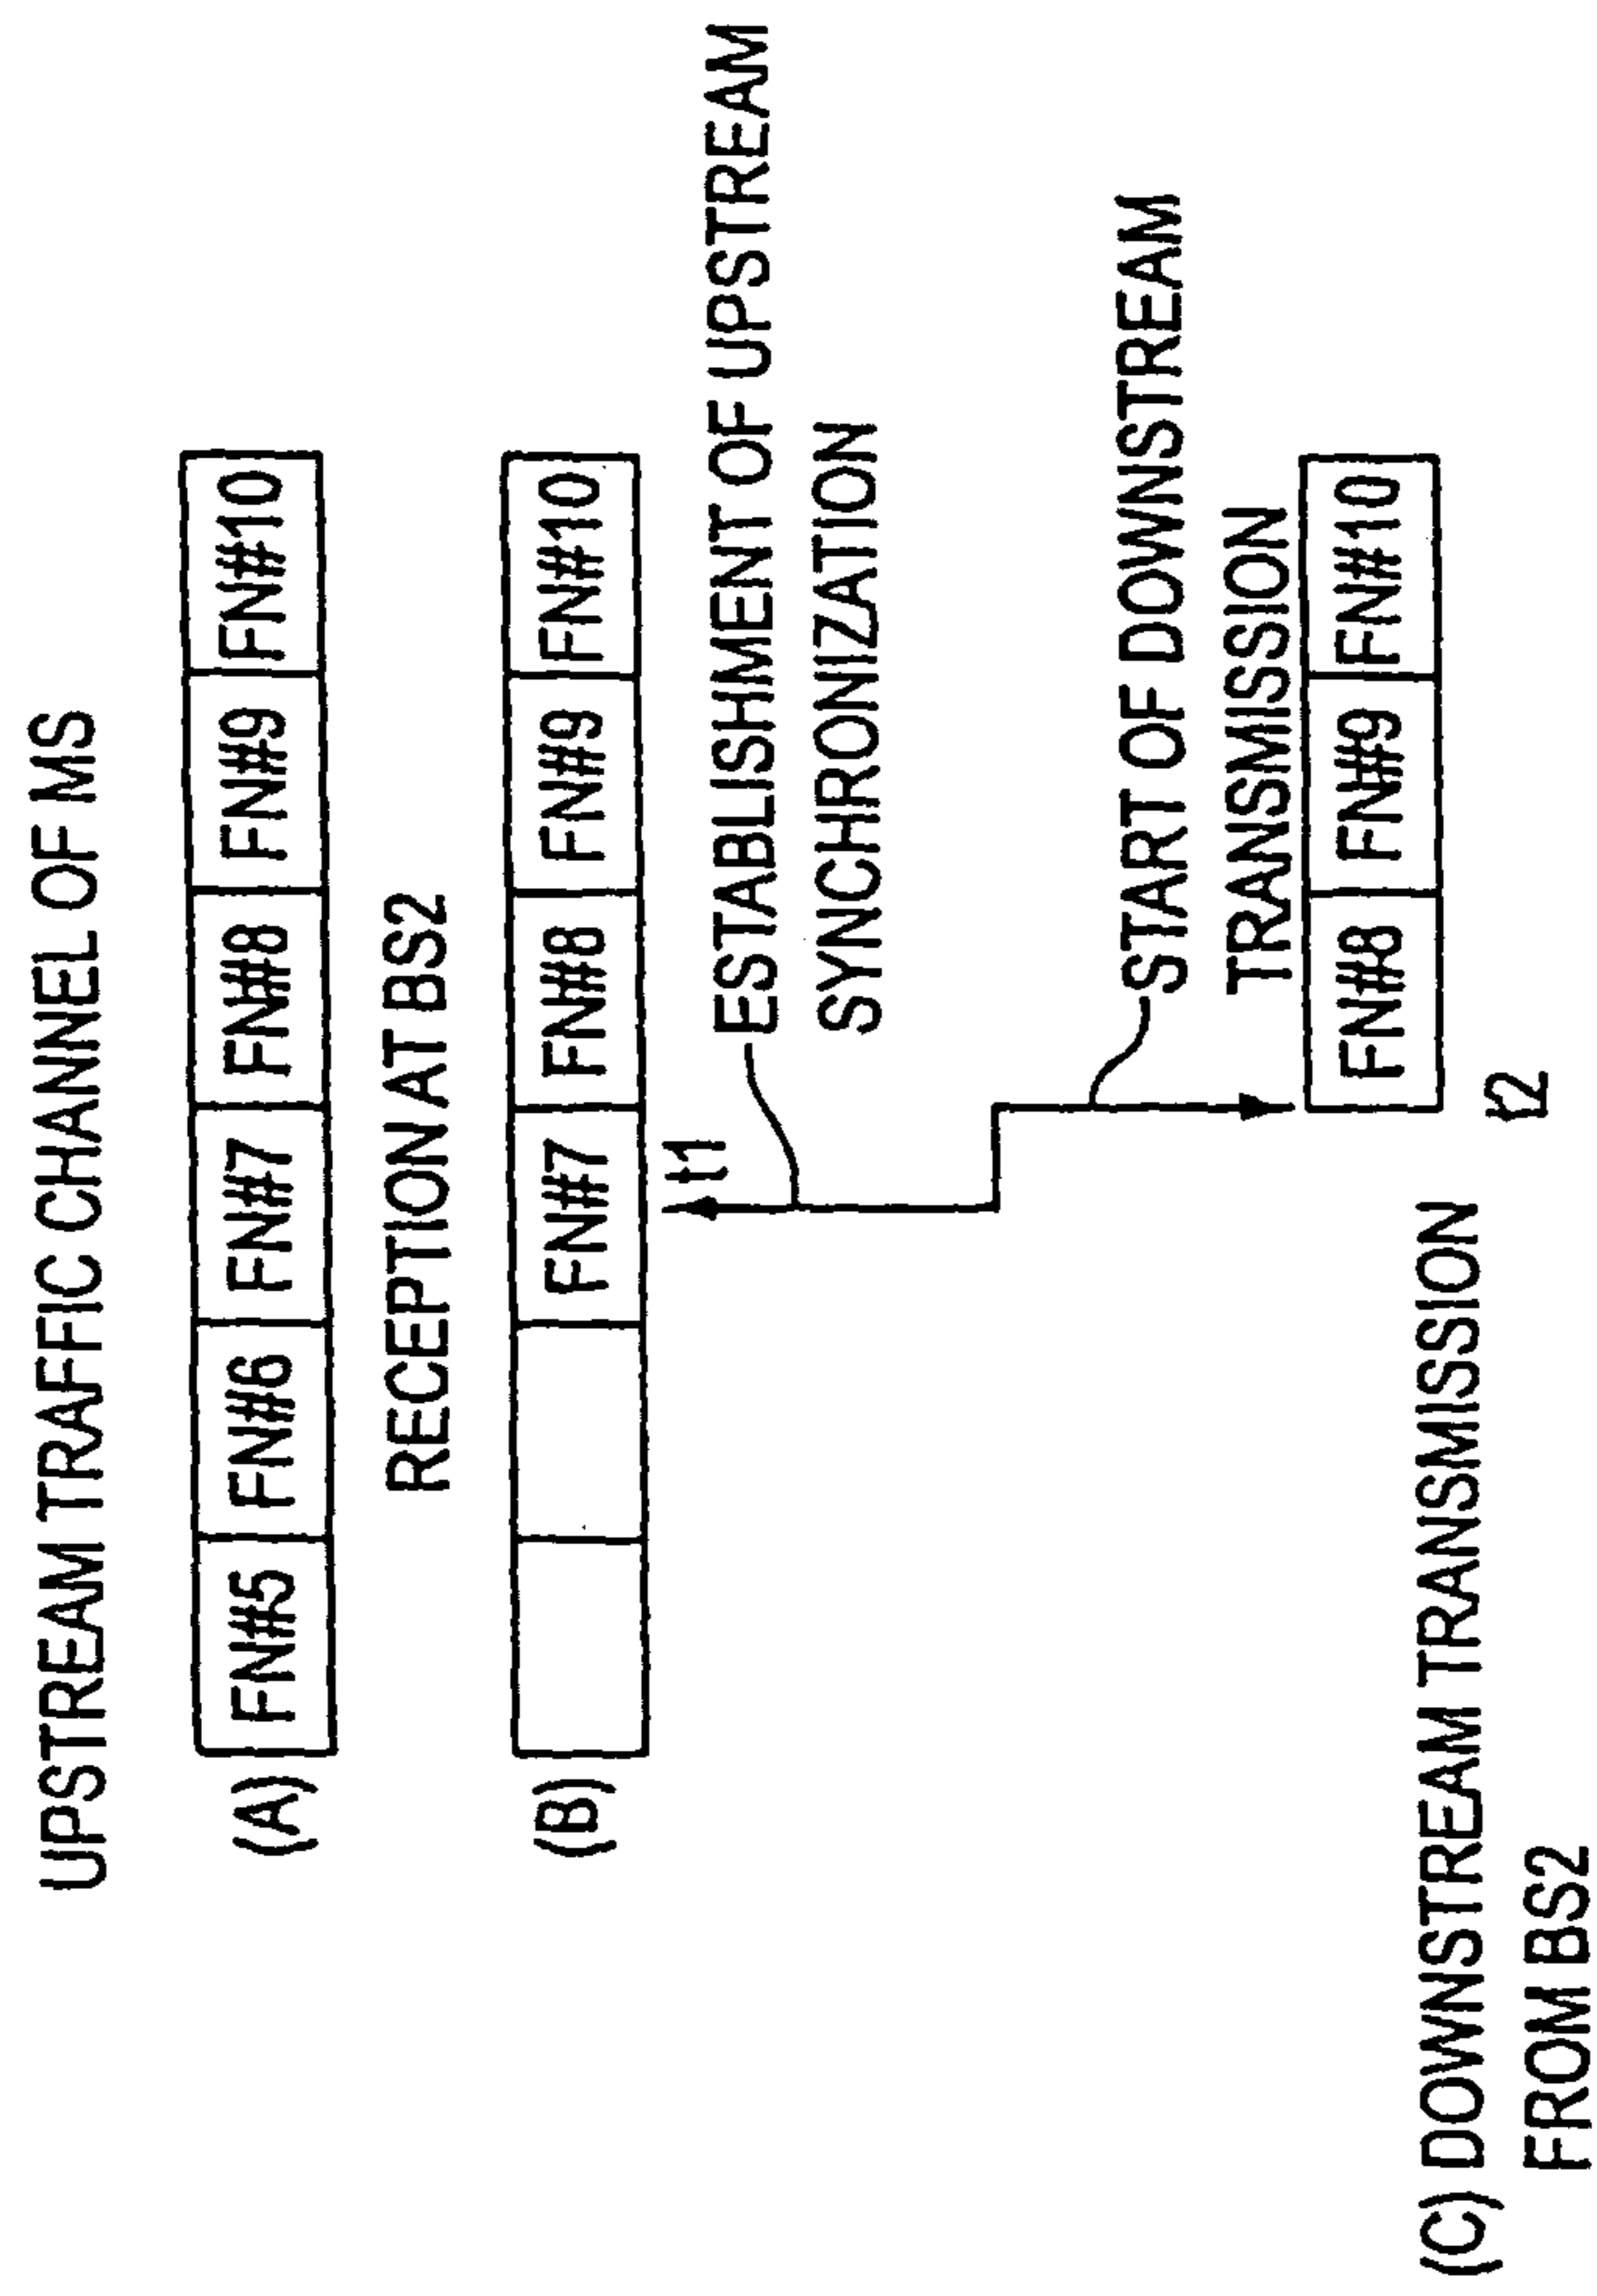 UPSTREAM TRAFFIC CHANNEL OF MS
(A) FN#5 FN#6 FN#7 FN#8 FN#9 FN#10
RECEPTION AT BS2
(B) FN#7 FN#8 FN#9 FN#10
t1
ESTABLISHMENT OF UPSTREAM
SYNCHRONIZATION
START OF DOWNSTREAM
TRANSMISSION
FN#8 FN#9 FN#10
(C) DOWNSTREAM TRANSMISSION
FROM BS2
t2